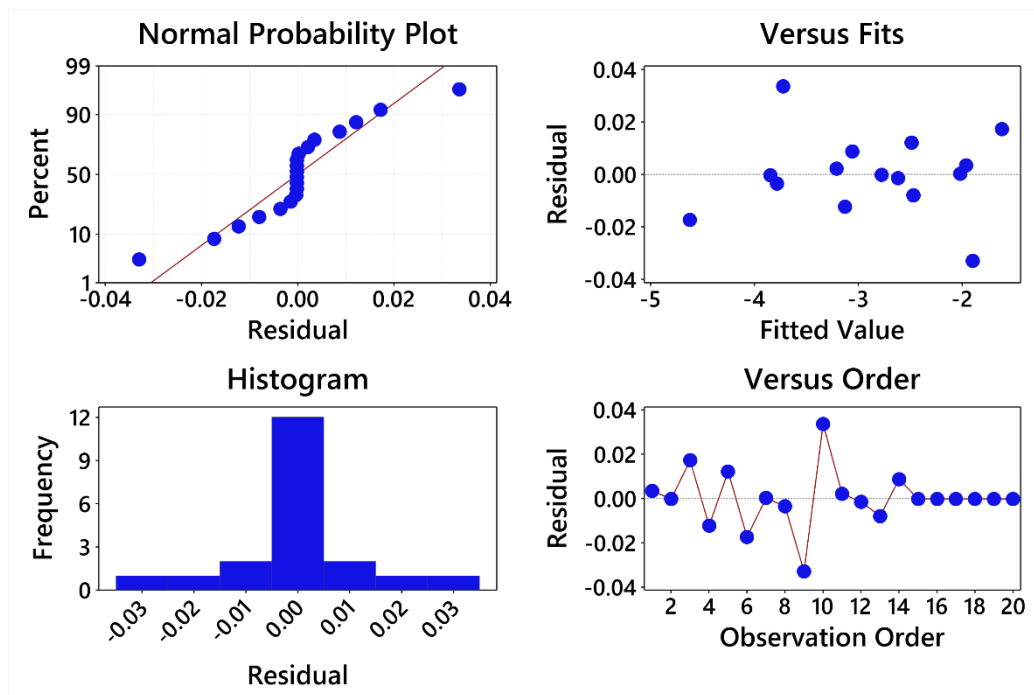 Normal Probability Plot
99
90
50
10
1
Percent
-0.04 -0.02 0.00 0.02 0.04
Residual
Versus Fits
0.04
0.02
0.00
-0.02
-0.04
Residual
-5 -4 -3 -2
Fitted Value
Histogram
12
9
6
3
0
Frequency
-0.03 -0.02 -0.01 0.00 0.01 0.02 0.03
Residual
Versus Order
0.04
0.02
0.00
-0.02
-0.04
Residual
2 4 6 8 10 12 14 16 18 20
Observation Order